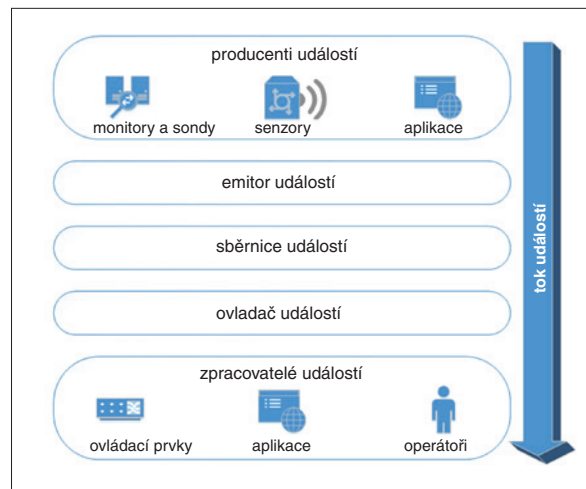 producenti událostí
monitory a sondy
senzory
aplikace
emitor událostí
sběrnice událostí
ovladač událostí
zpracovatelé událostí
ovládací prvky
aplikace
operátoři
tok událostí